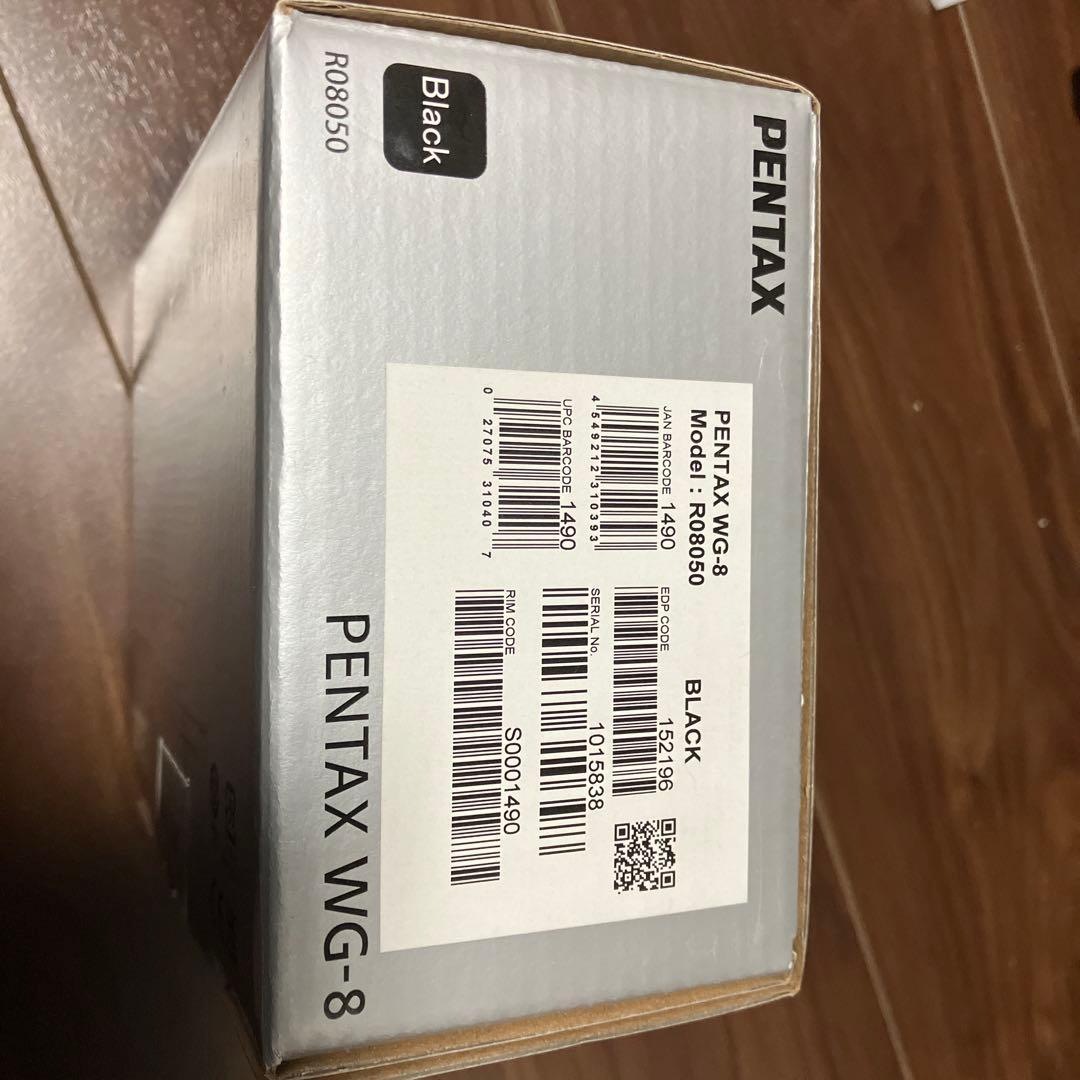 PENTAX
PENTAX WG-8
Model : R08050
BLACK
JAN BARCODE 1490
4 549212 310393
UPC BARCODE 1490
0 27075 31040 7
EDP CODE
152196
SERIAL No.
1015838
RIM CODE
S0001490
Black
R08050
PENTAX WG-8